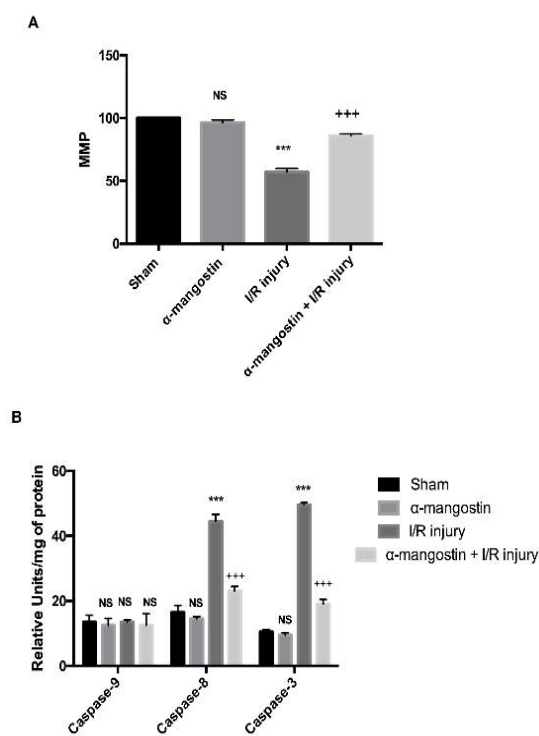 A
150
NS
+++
100
***
MMP
50
0
Sham
α-mangostin
I/R injury
α-mangostin + I/R injury
B
60
***
***
Sham
α-mangostin
I/R injury
α-mangostin + I/R injury
40
+++
+++
NS NS NS
NS
NS
20
0
Relative Units/mg of protein
Caspase-9
Caspase-8
Caspase-3